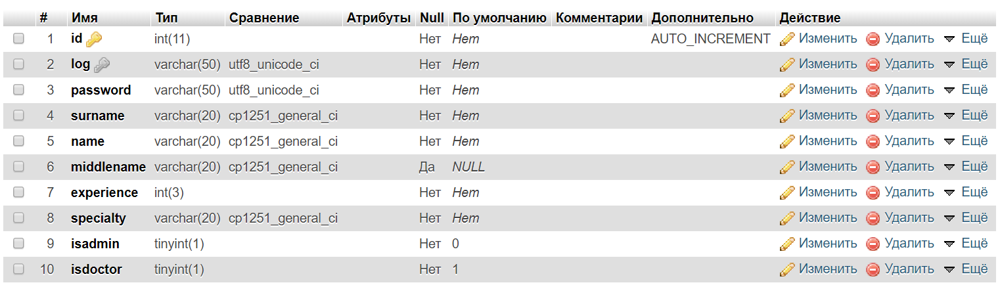 # Имя Тип Сравнение Атрибуты Null По умолчанию Комментарии Дополнительно Действие
1 id int(11) Нет Нет AUTO_INCREMENT Изменить Удалить Ещё
2 log varchar(50) utf8_unicode_ci Нет Нет Изменить Удалить Ещё
3 password varchar(50) utf8_unicode_ci Нет Нет Изменить Удалить Ещё
4 surname varchar(20) cp1251_general_ci Нет Нет Изменить Удалить Ещё
5 name varchar(20) cp1251_general_ci Нет Нет Изменить Удалить Ещё
6 middlename varchar(20) cp1251_general_ci Да NULL Изменить Удалить Ещё
7 experience int(3) Нет Нет Изменить Удалить Ещё
8 specialty varchar(20) cp1251_general_ci Нет Нет Изменить Удалить Ещё
9 isadmin tinyint(1) Нет 0 Изменить Удалить Ещё
10 isdoctor tinyint(1) Нет 1 Изменить Удалить Ещё